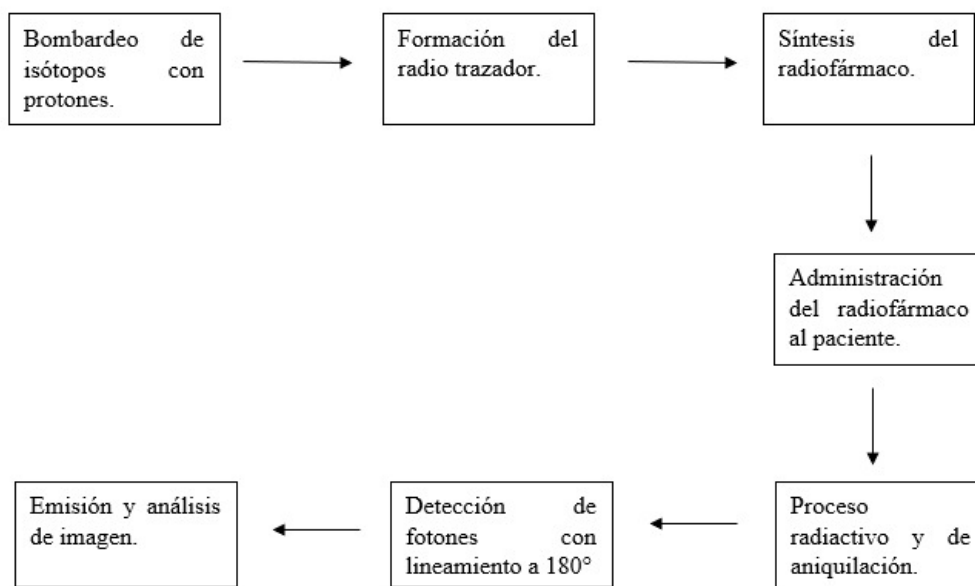 Bombardeo de
isótopos con
protones.
Formación del
radio trazador.
Síntesis del
radiofármaco.
Administración
del radiofármaco
al paciente.
Proceso
radiactivo y de
aniquilación.
Detección de
fotones con
lineamiento a 180°
Emisión y análisis
de imagen.